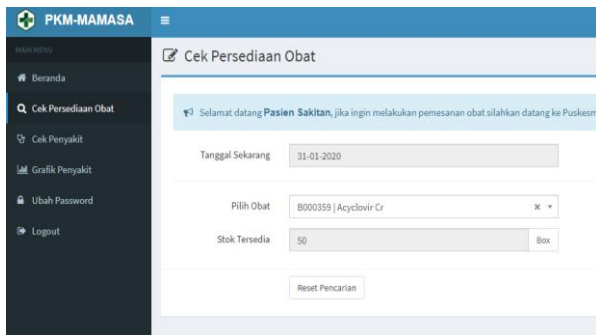 PKM-MAMASA
MAIN MENU
Beranda
Cek Persediaan Obat
Cek Penyakit
Grafik Penyakit
Ubah Password
Logout
Cek Persediaan Obat
Selamat datang Pasien Sakitan, jika ingin melakukan pemesanan obat silahkan datang ke Puskesm
Tanggal Sekarang 31-01-2020
Pilih Obat B000359 | Acyclovir Cr
Stok Tersedia 50 Box
Reset Pencarian